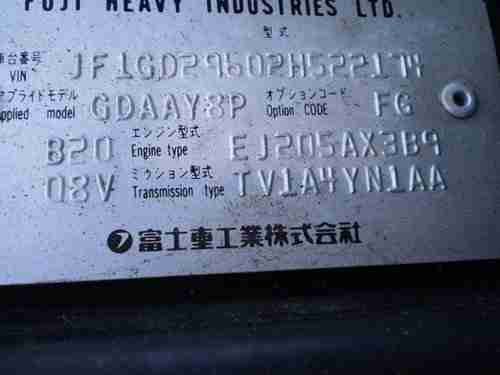 FUJI HEAVY INDUSTRIES LTD.
型式
車台番号 VIN JF1GD29602H522174
アプライドモデル Applied model GDAAY8P オプションコード Option CODE FG
B20 エンジン型式 Engine type EJ205AX3B9
08V ミッション型式 Transmission type TV1A4YN1AA
富士重工業株式会社